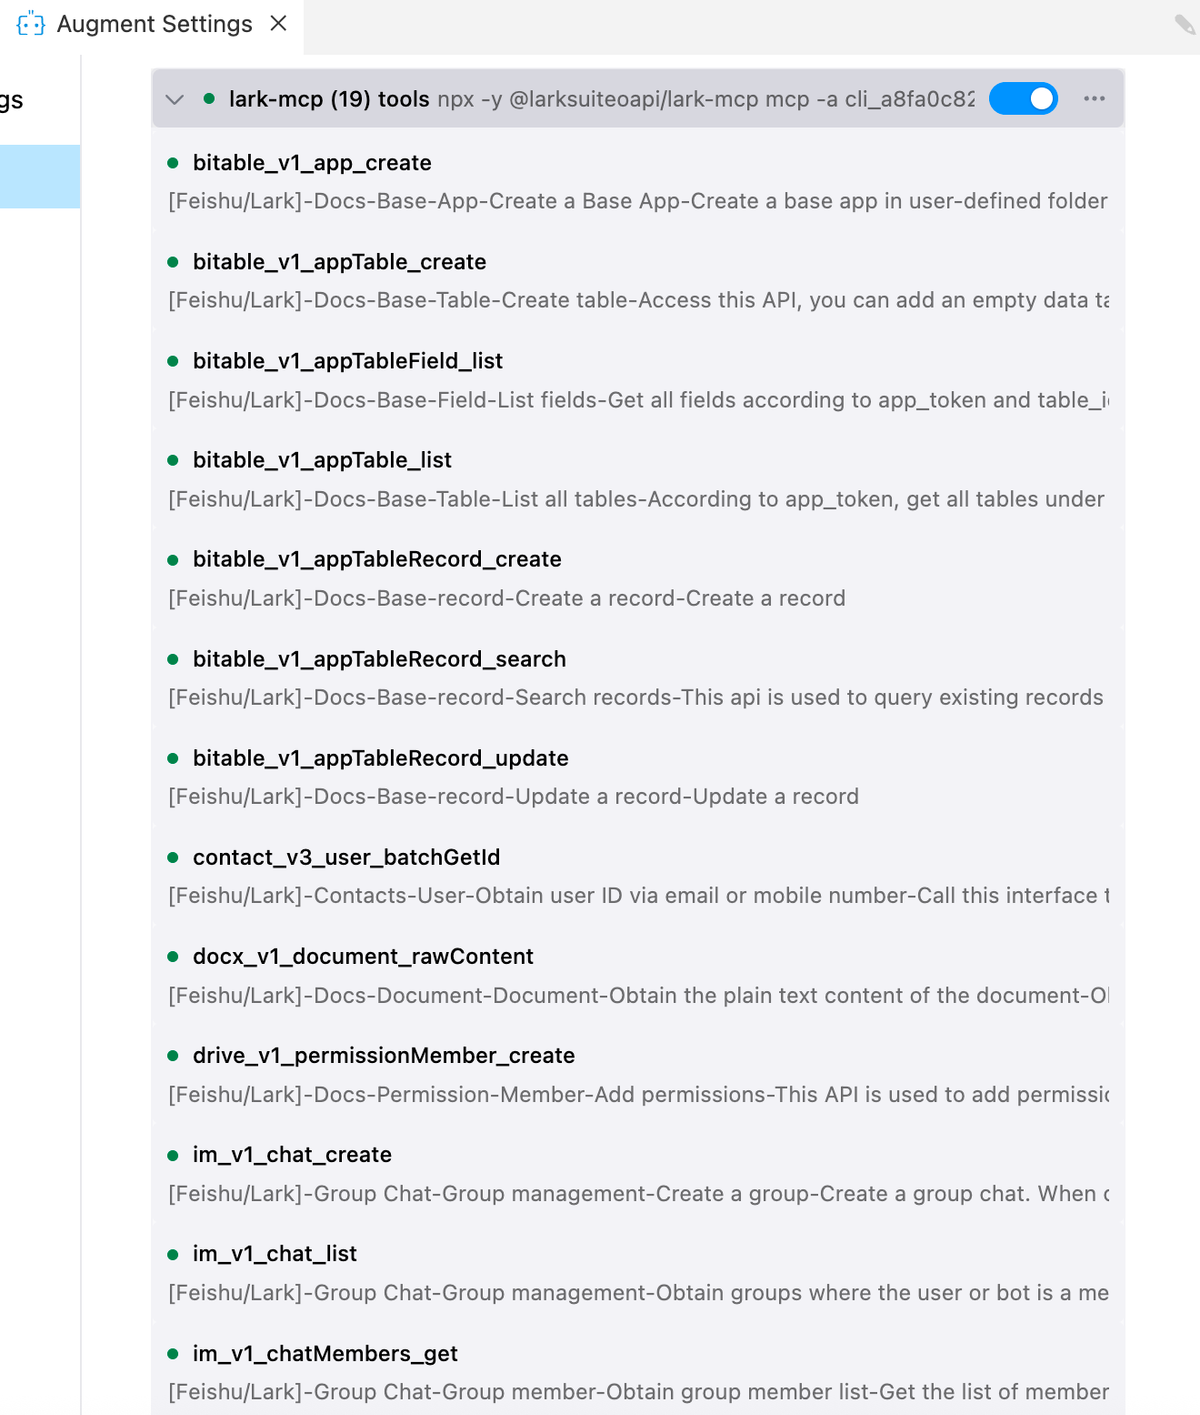 Augment Settings
gs
lark-mcp (19) tools npx -y @larksuiteoapi/lark-mcp mcp -a cli_a8fa0c82
bitable_v1_app_create
[Feishu/Lark]-Docs-Base-App-Create a Base App-Create a base app in user-defined folder
bitable_v1_appTable_create
[Feishu/Lark]-Docs-Base-Table-Create table-Access this API, you can add an empty data ta
bitable_v1_appTableField_list
[Feishu/Lark]-Docs-Base-Field-List fields-Get all fields according to app_token and table_i
bitable_v1_appTable_list
[Feishu/Lark]-Docs-Base-Table-List all tables-According to app_token, get all tables under
bitable_v1_appTableRecord_create
[Feishu/Lark]-Docs-Base-record-Create a record-Create a record
bitable_v1_appTableRecord_search
[Feishu/Lark]-Docs-Base-record-Search records-This api is used to query existing records
bitable_v1_appTableRecord_update
[Feishu/Lark]-Docs-Base-record-Update a record-Update a record
contact_v3_user_batchGetId
[Feishu/Lark]-Contacts-User-Obtain user ID via email or mobile number-Call this interface t
docx_v1_document_rawContent
[Feishu/Lark]-Docs-Document-Document-Obtain the plain text content of the document-O
drive_v1_permissionMember_create
[Feishu/Lark]-Docs-Permission-Member-Add permissions-This API is used to add permissi
im_v1_chat_create
[Feishu/Lark]-Group Chat-Group management-Create a group-Create a group chat. When
im_v1_chat_list
[Feishu/Lark]-Group Chat-Group management-Obtain groups where the user or bot is a me
im_v1_chatMembers_get
[Feishu/Lark]-Group Chat-Group member-Obtain group member list-Get the list of member